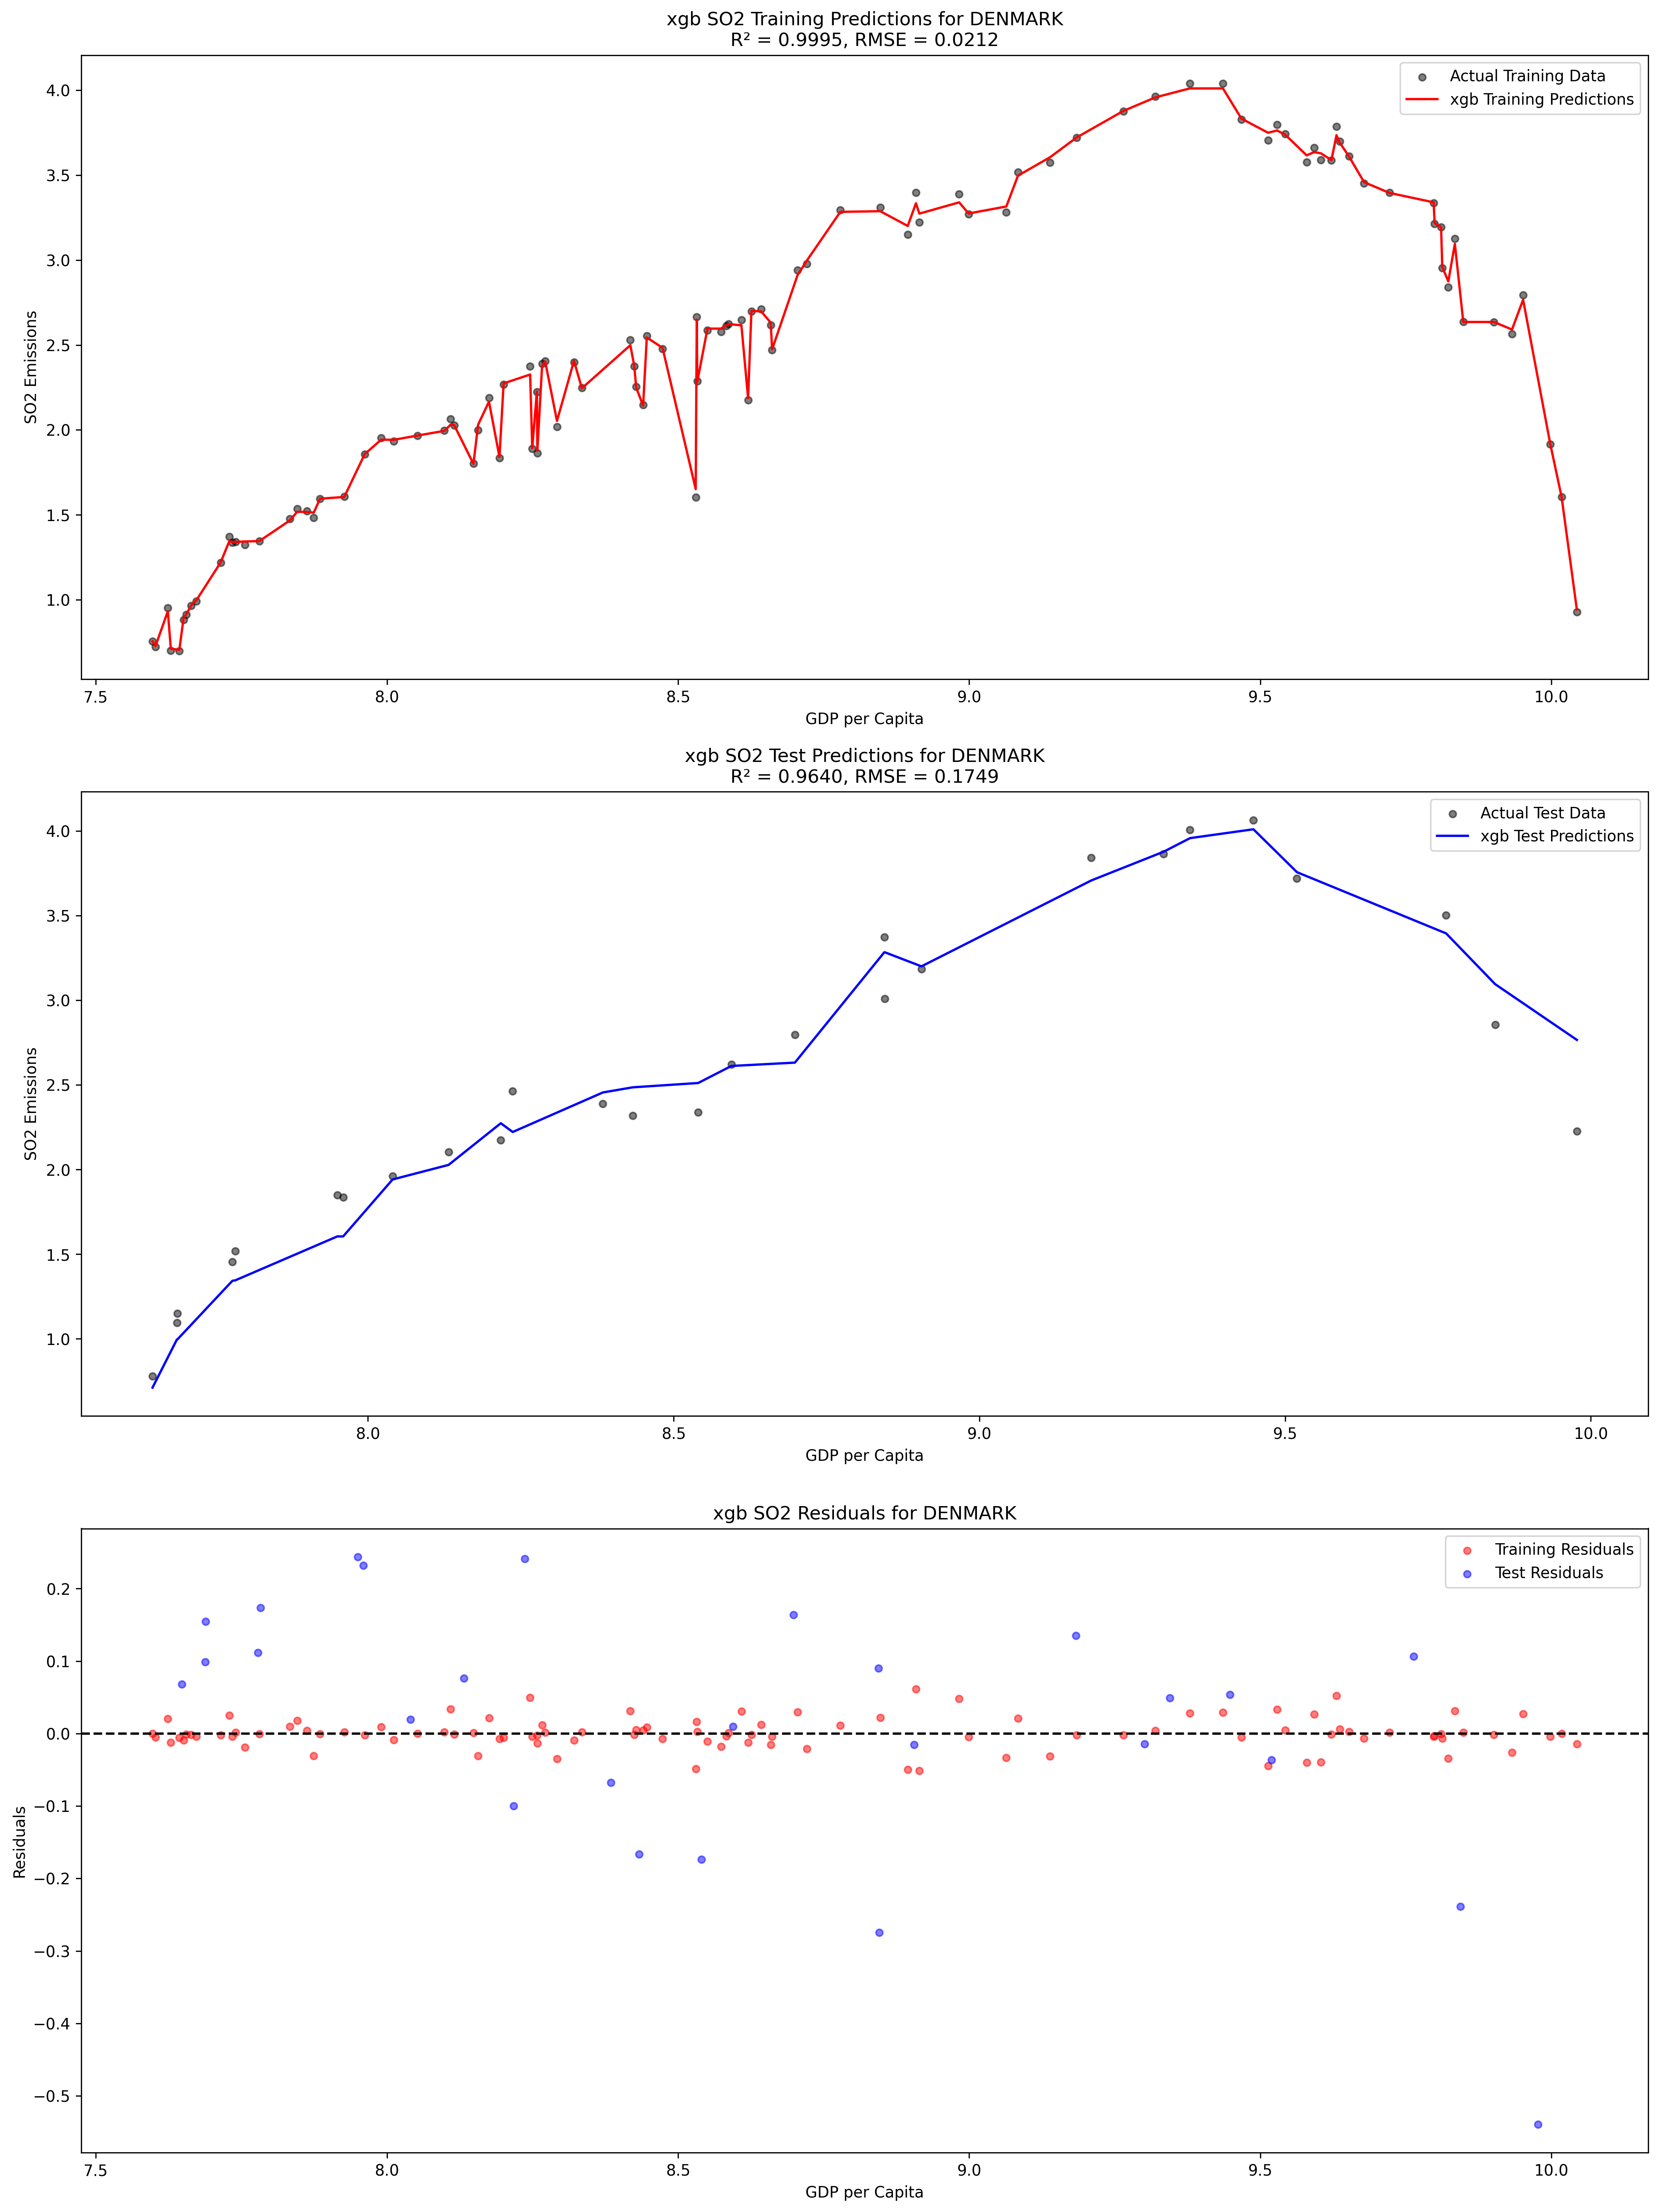 xgb SO2 Training Predictions for DENMARK
R² = 0.9995, RMSE = 0.0212
Actual Training Data
xgb Training Predictions
4.0
3.5
3.0
2.5
2.0
1.5
1.0
SO2 Emissions
7.5 8.0 8.5 9.0 9.5 10.0
GDP per Capita
xgb SO2 Test Predictions for DENMARK
R² = 0.9640, RMSE = 0.1749
Actual Test Data
xgb Test Predictions
4.0
3.5
3.0
2.5
2.0
1.5
1.0
SO2 Emissions
8.0 8.5 9.0 9.5 10.0
GDP per Capita
xgb SO2 Residuals for DENMARK
Training Residuals
Test Residuals
0.2
0.1
0.0
−0.1
−0.2
−0.3
−0.4
−0.5
Residuals
7.5 8.0 8.5 9.0 9.5 10.0
GDP per Capita